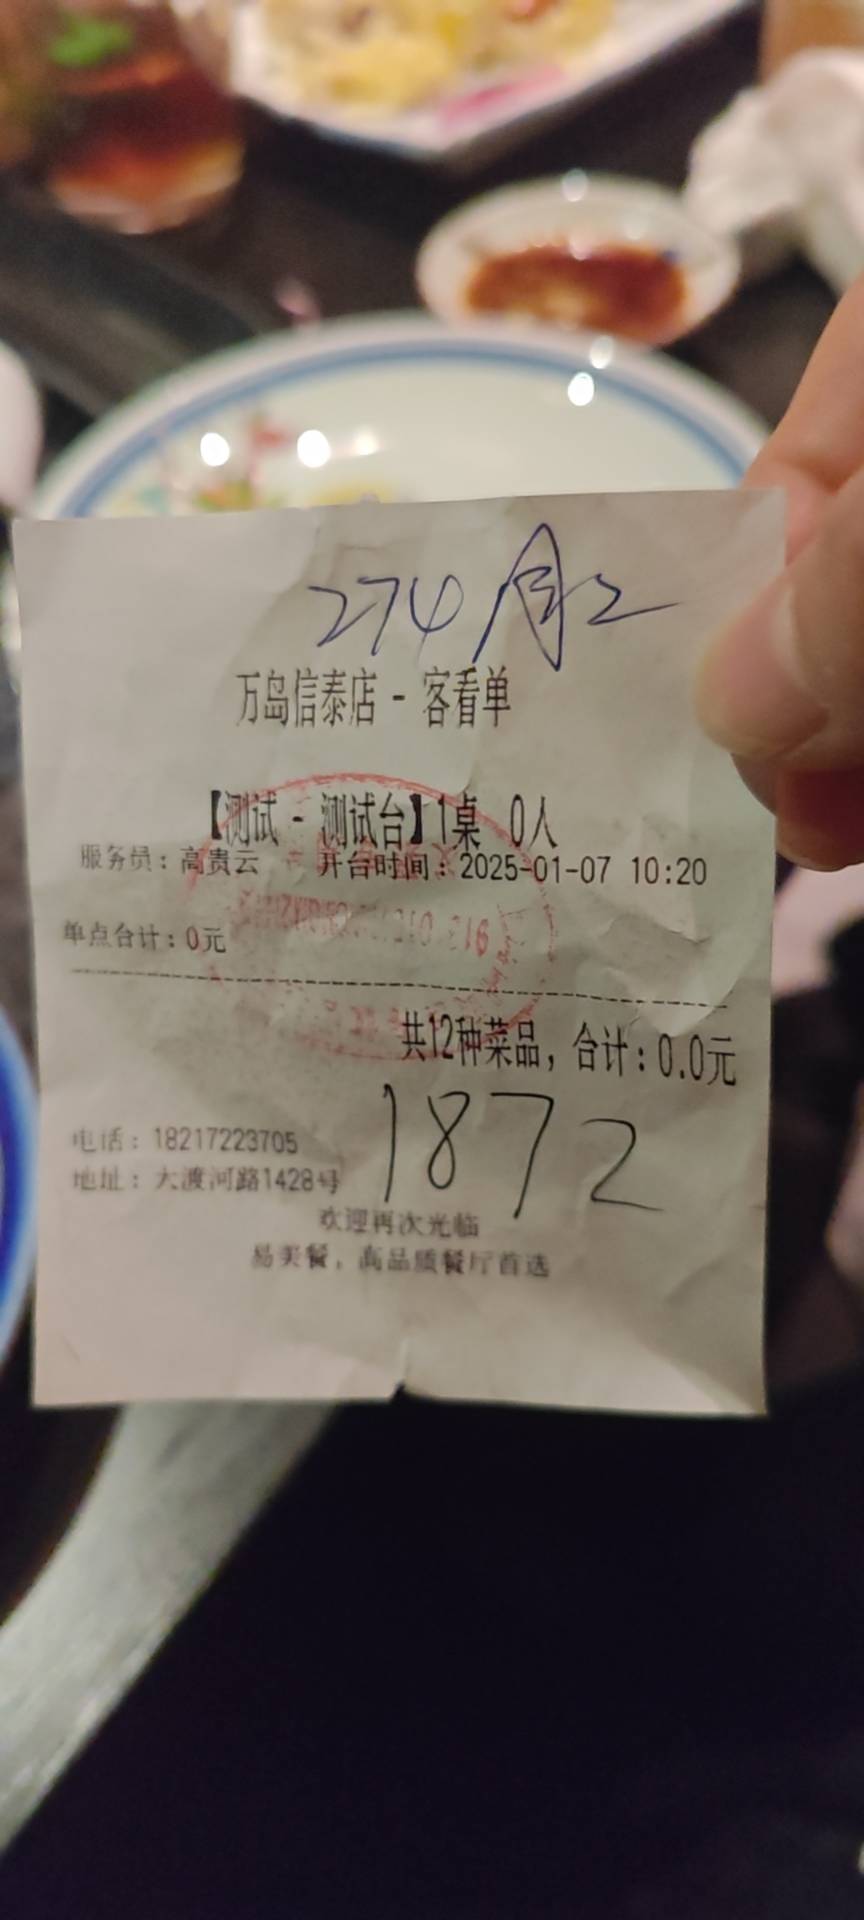 274 月2
万岛信泰店 - 客看单
【测试 - 测试台】1桌 0人
服务员：高贵云 开台时间：2025-01-07 10:20
单点台计：0元
共12种菜品，合计：0.0元
1872
电话：18217223705
地址：大渡河路1428号
欢迎再次光临
易美餐，高品质餐厅首选